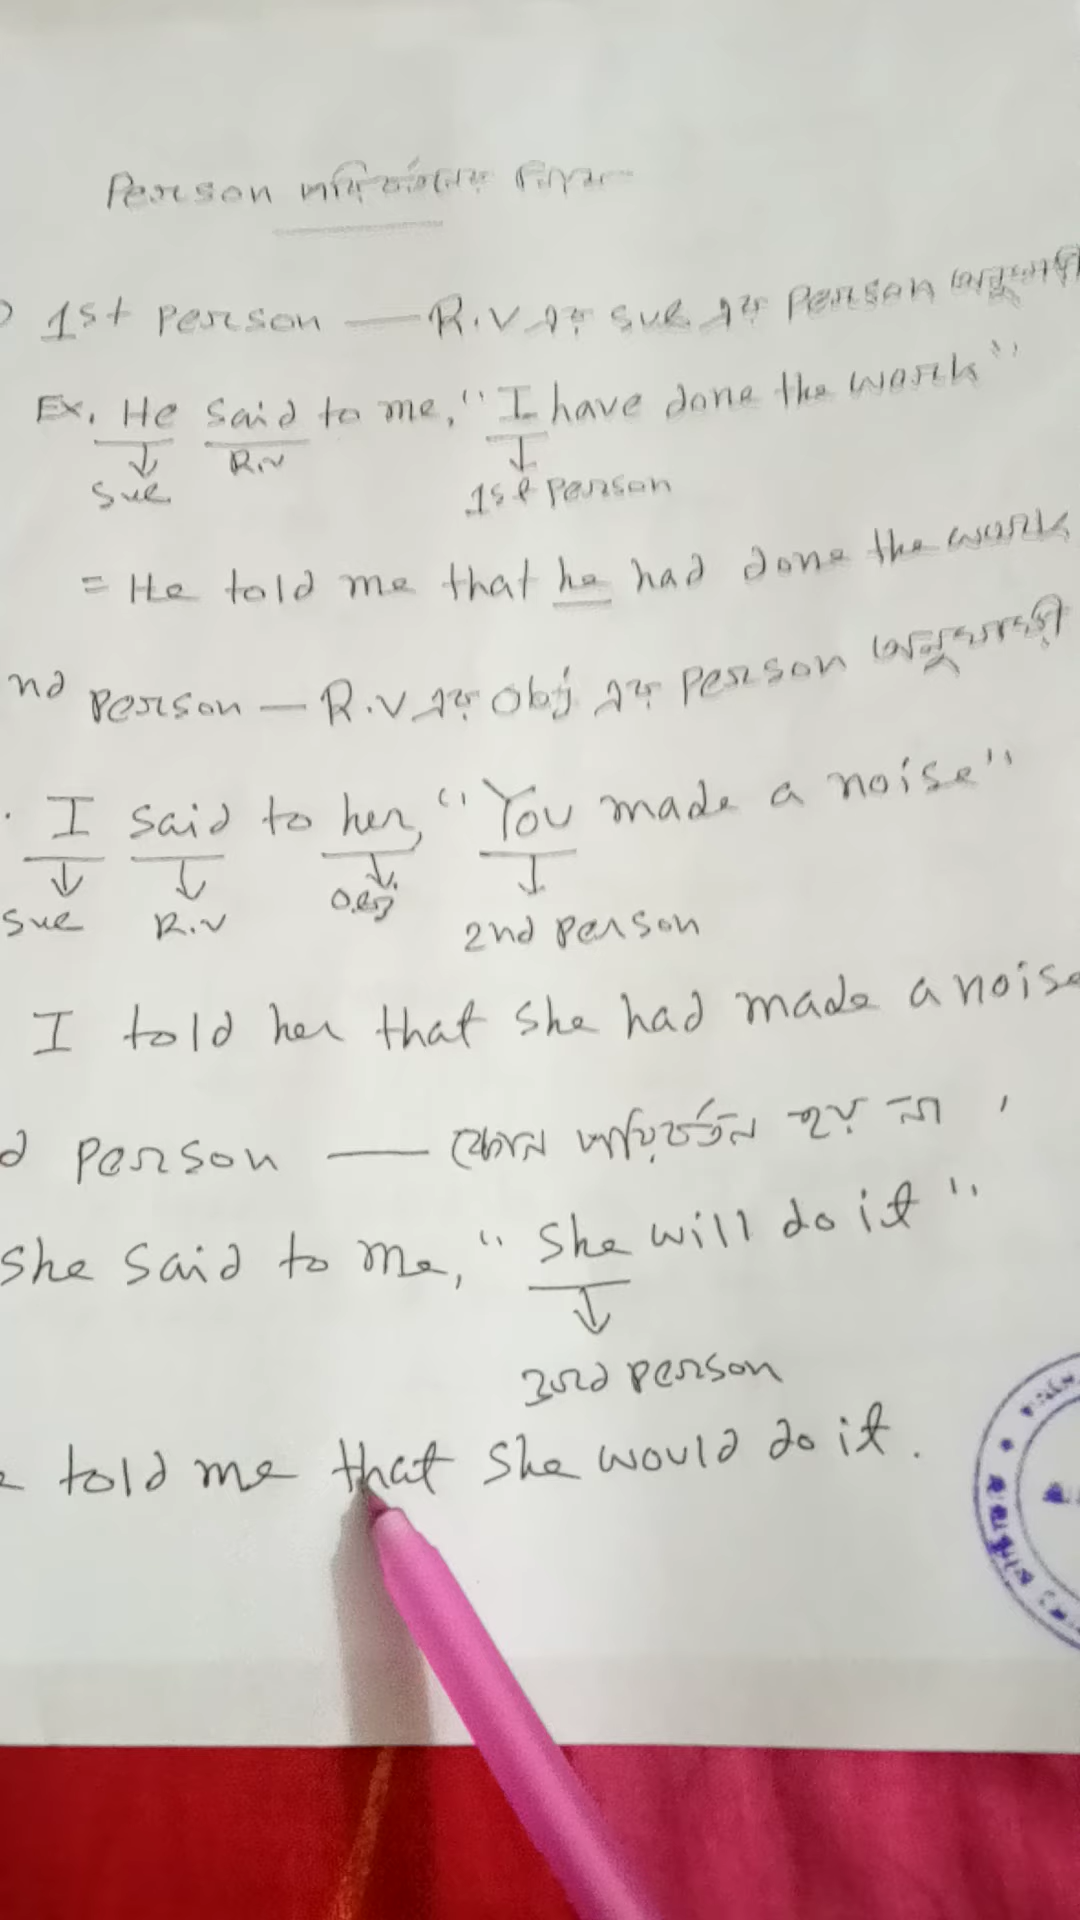 Person পরিবর্তনের নিয়ম
1st person — R.V এর sub এর person অনুযায়ী
Ex. He said to me, "I have done the work"
sub R.v 1st person
= He told me that he had done the work
nd person — R.V এর obj এর person অনুযায়ী
. I said to her, "You made a noise"
sub R.v obj 2nd person
I told her that she had made a noise
d person — কোন পরিবর্তন হয় না
she said to me, "She will do it"
3rd person
e told me that she would do it.